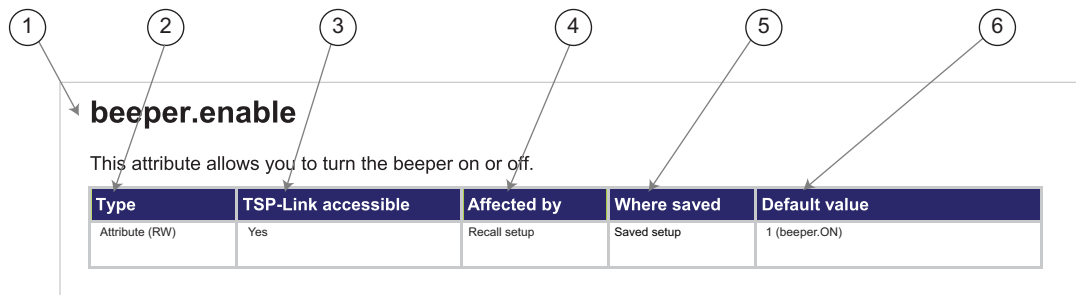 1 2 3 4 5 6
beeper.enable
This attribute allows you to turn the beeper on or off.
Type TSP-Link accessible Affected by Where saved Default value
Attribute (RW) Yes Recall setup Saved setup 1 (beeper.ON)